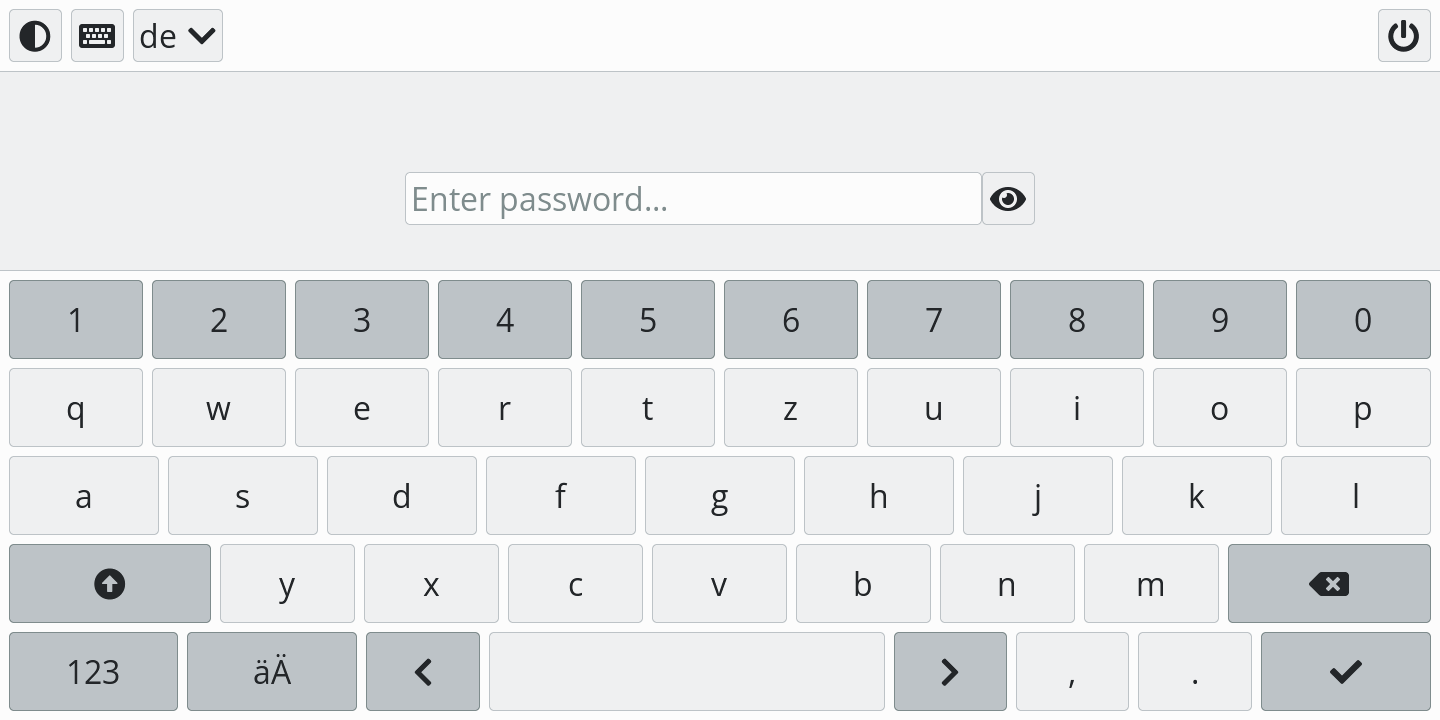 de
Enter password...
1 2 3 4 5 6 7 8 9 0
q w e r t z u i o p
a s d f g h j k l
y x c v b n m
123 äÄ , .